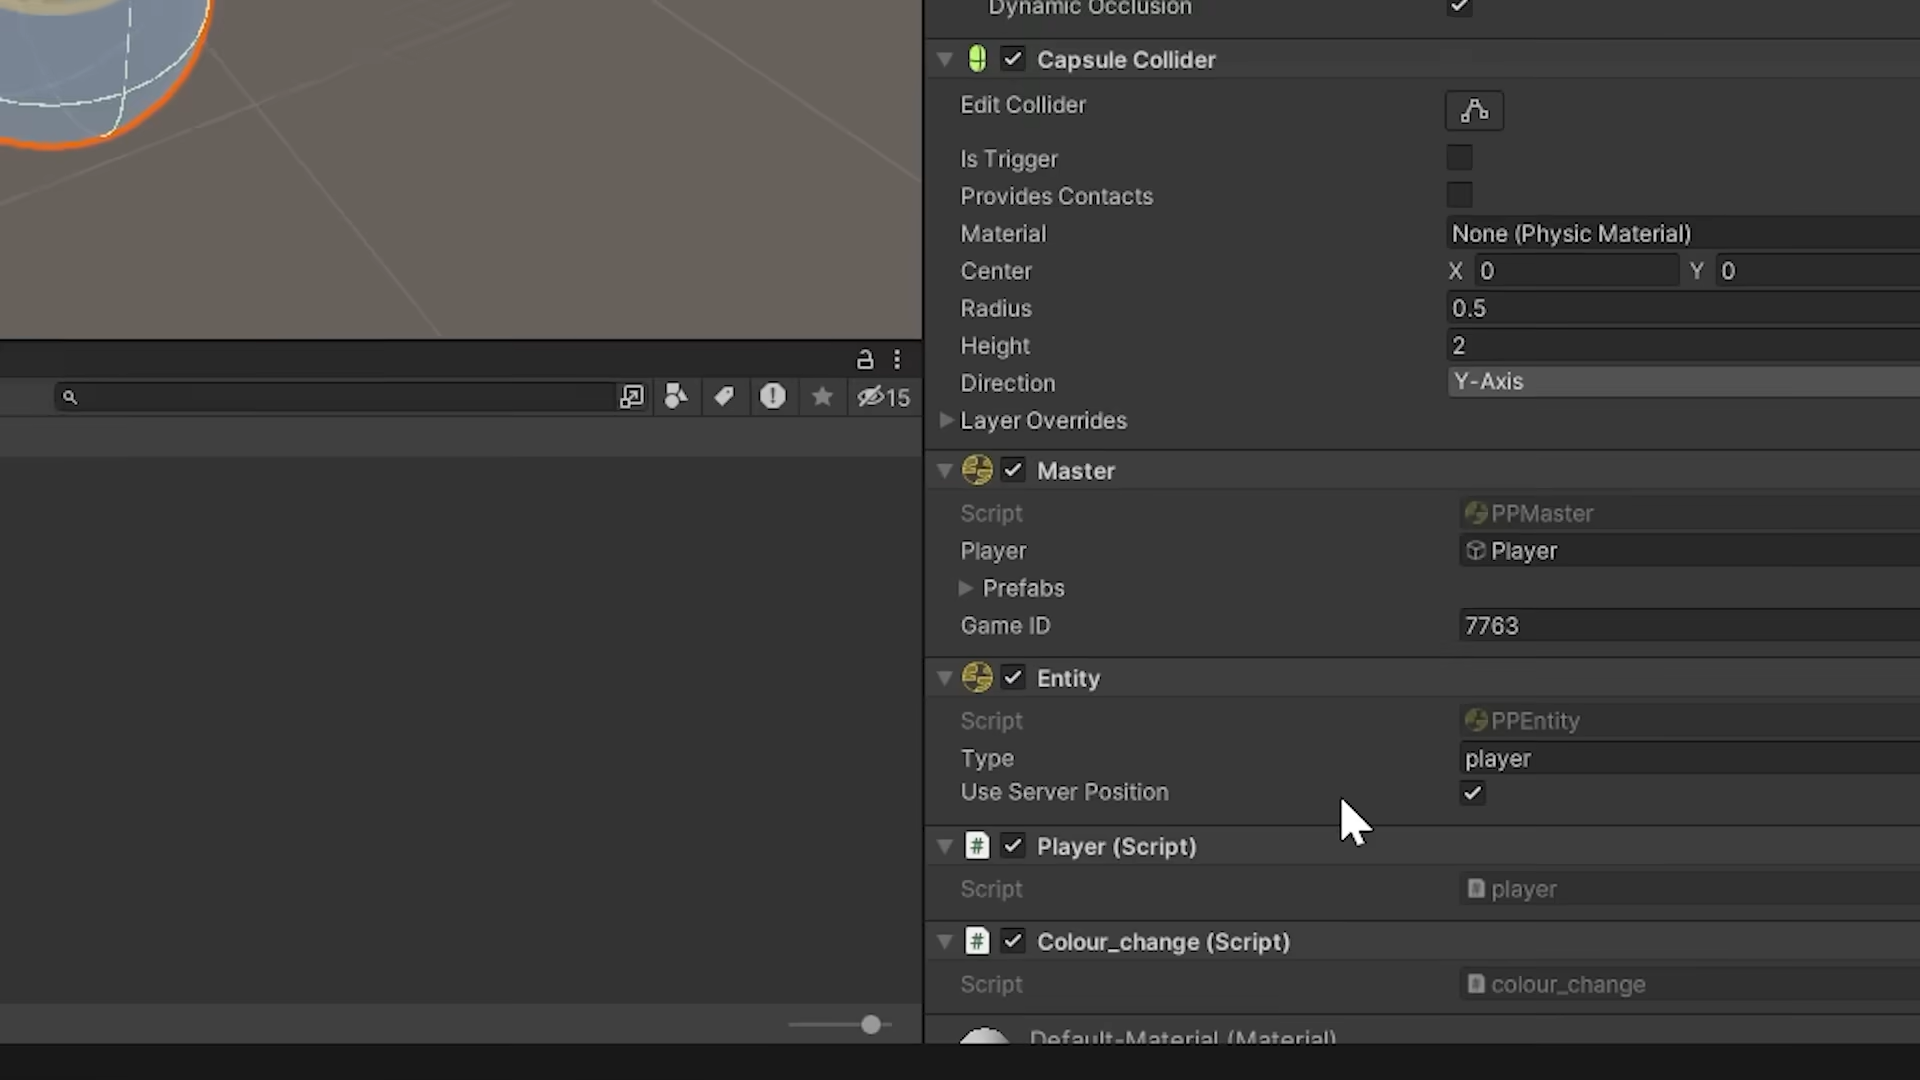 Dynamic Occlusion
Capsule Collider
Edit Collider
Is Trigger
Provides Contacts
Material None (Physic Material)
Center X 0 Y 0
Radius 0.5
Height 2
Direction Y-Axis
Layer Overrides
15
Master
Script PPMaster
Player Player
Prefabs
Game ID 7763
Entity
Script PPEntity
Type player
Use Server Position
# Player (Script)
Script player
# Colour_change (Script)
Script colour_change
Default-Material (Material)